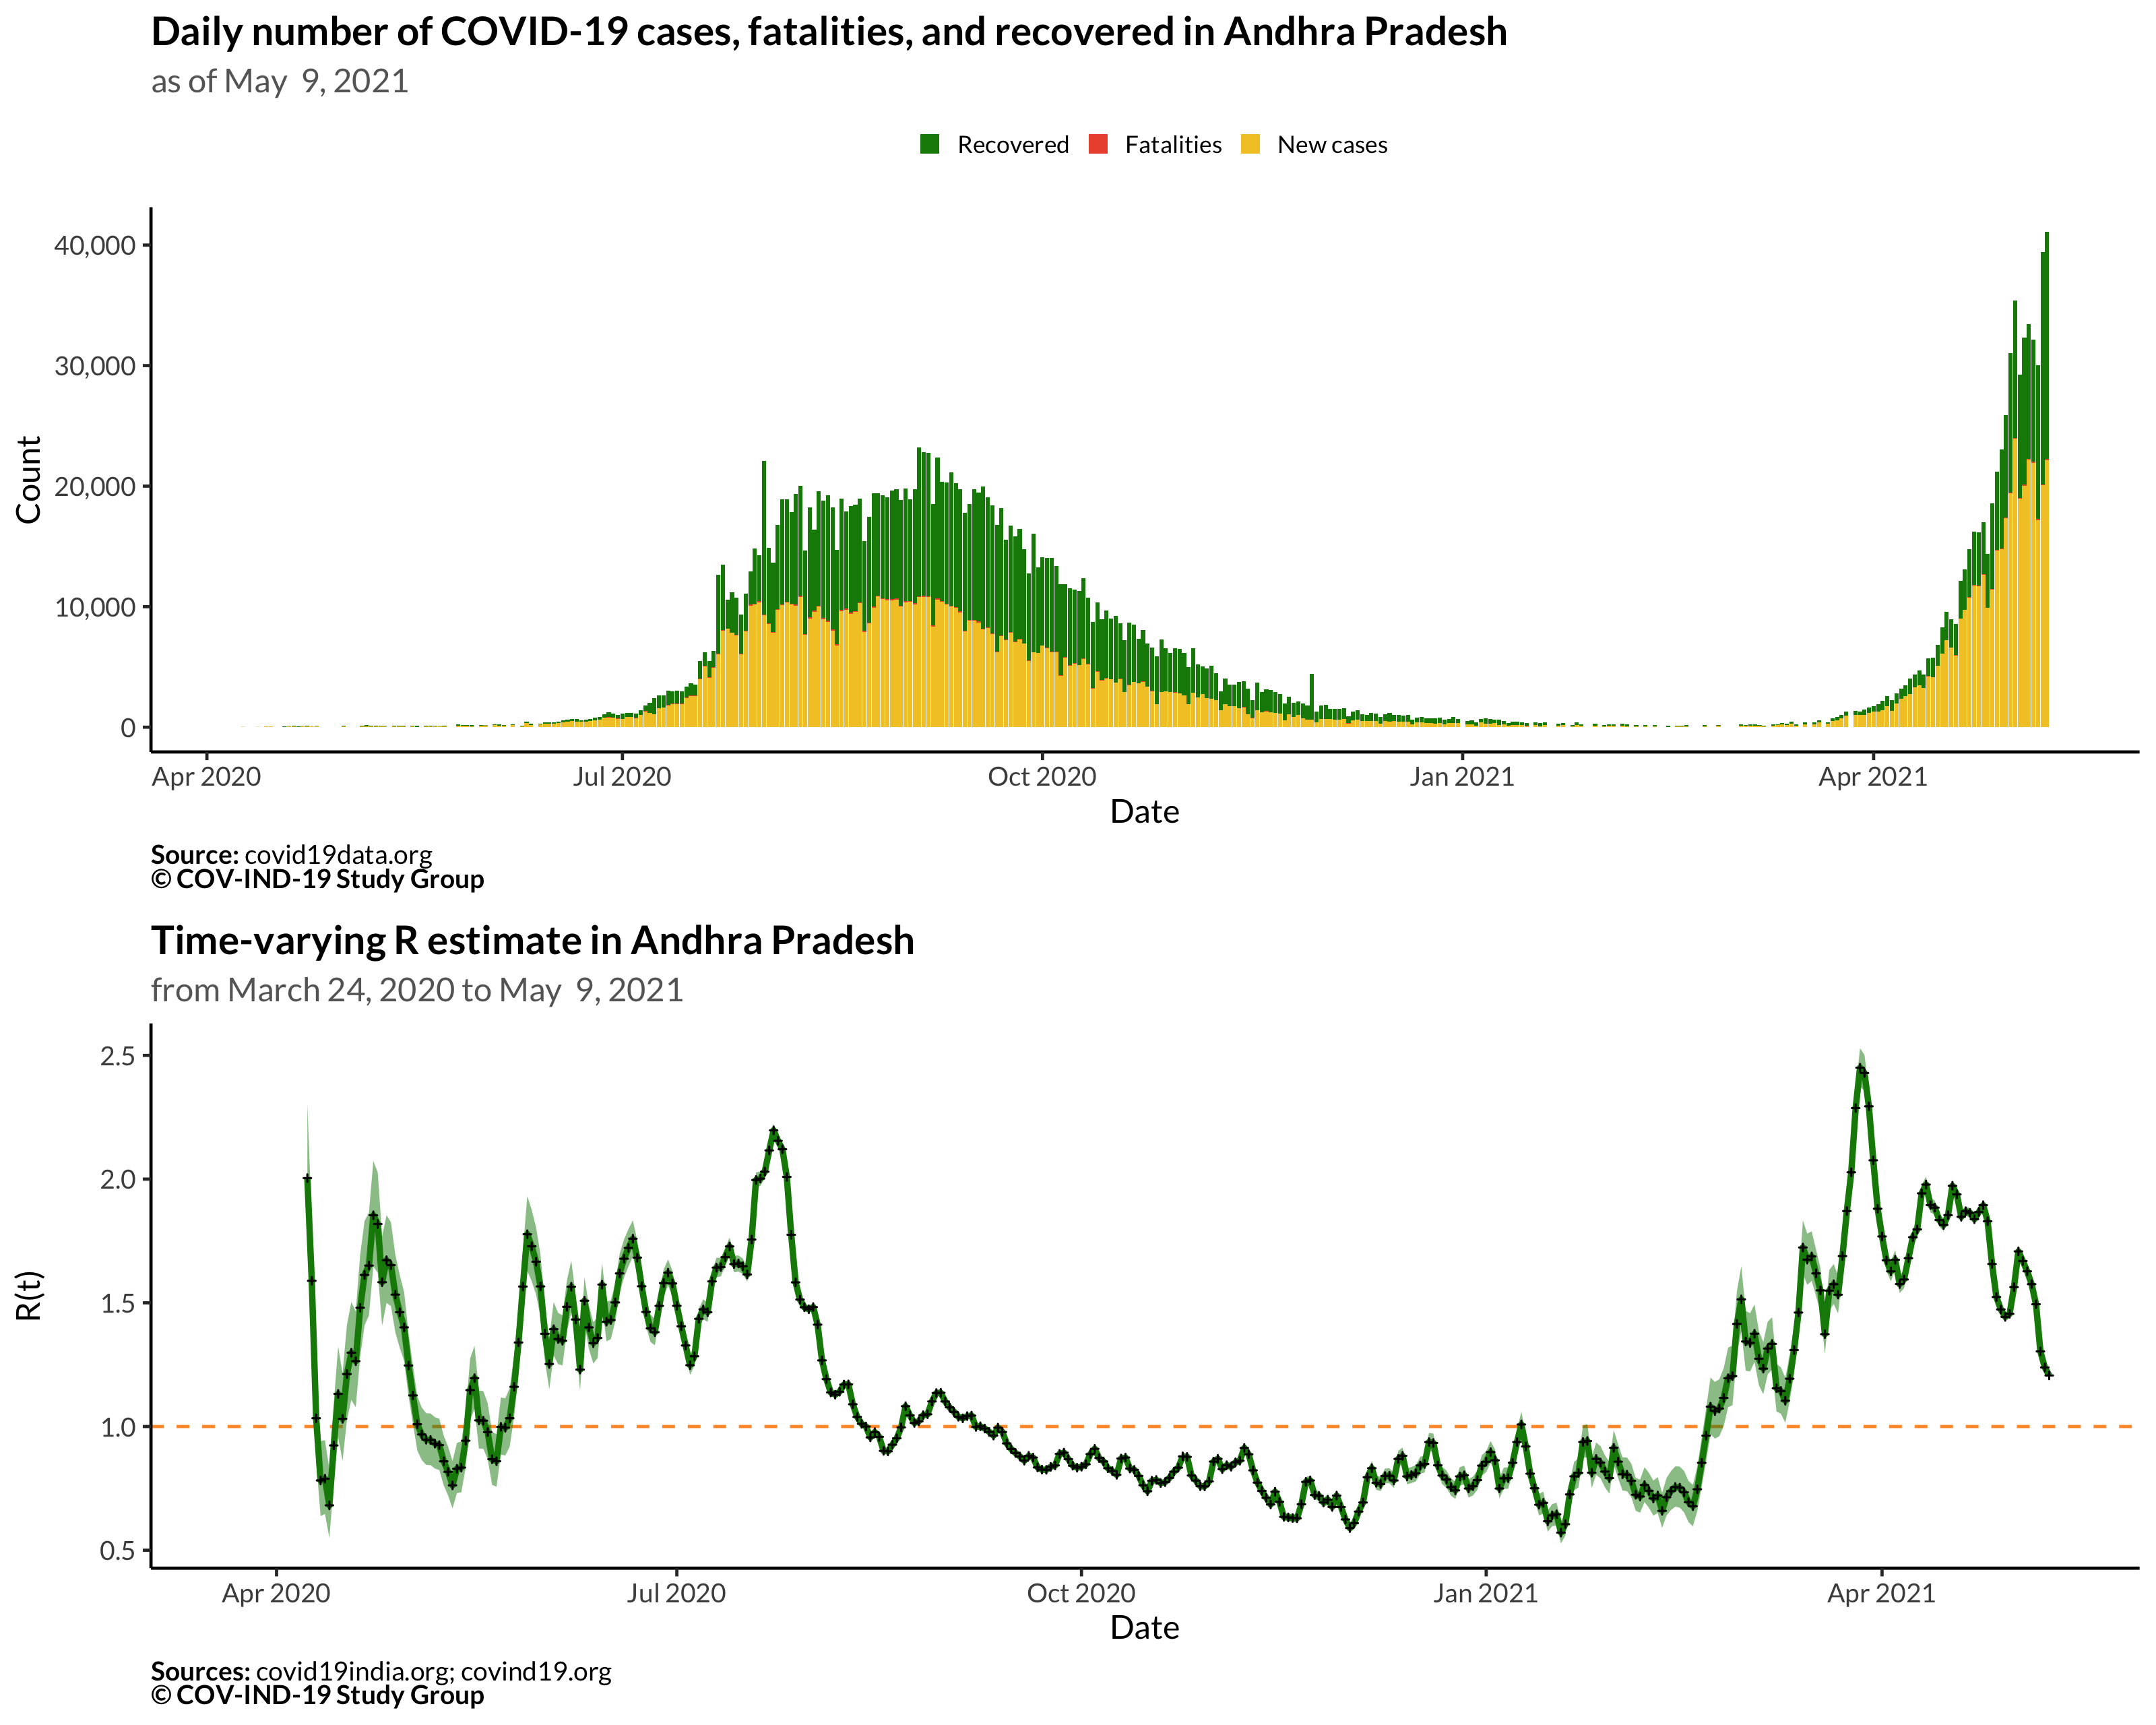 Daily number of COVID-19 cases, fatalities, and recovered in Andhra Pradesh
as of May 9, 2021
Recovered Fatalities New cases
Count
40,000
30,000
20,000
10,000
0
Apr 2020 Jul 2020 Oct 2020 Jan 2021 Apr 2021
Date
Source: covid19data.org
© COV-IND-19 Study Group
Time-varying R estimate in Andhra Pradesh
from March 24, 2020 to May 9, 2021
R(t)
2.5
2.0
1.5
1.0
0.5
Apr 2020 Jul 2020 Oct 2020 Jan 2021 Apr 2021
Date
Sources: covid19india.org; covind19.org
© COV-IND-19 Study Group